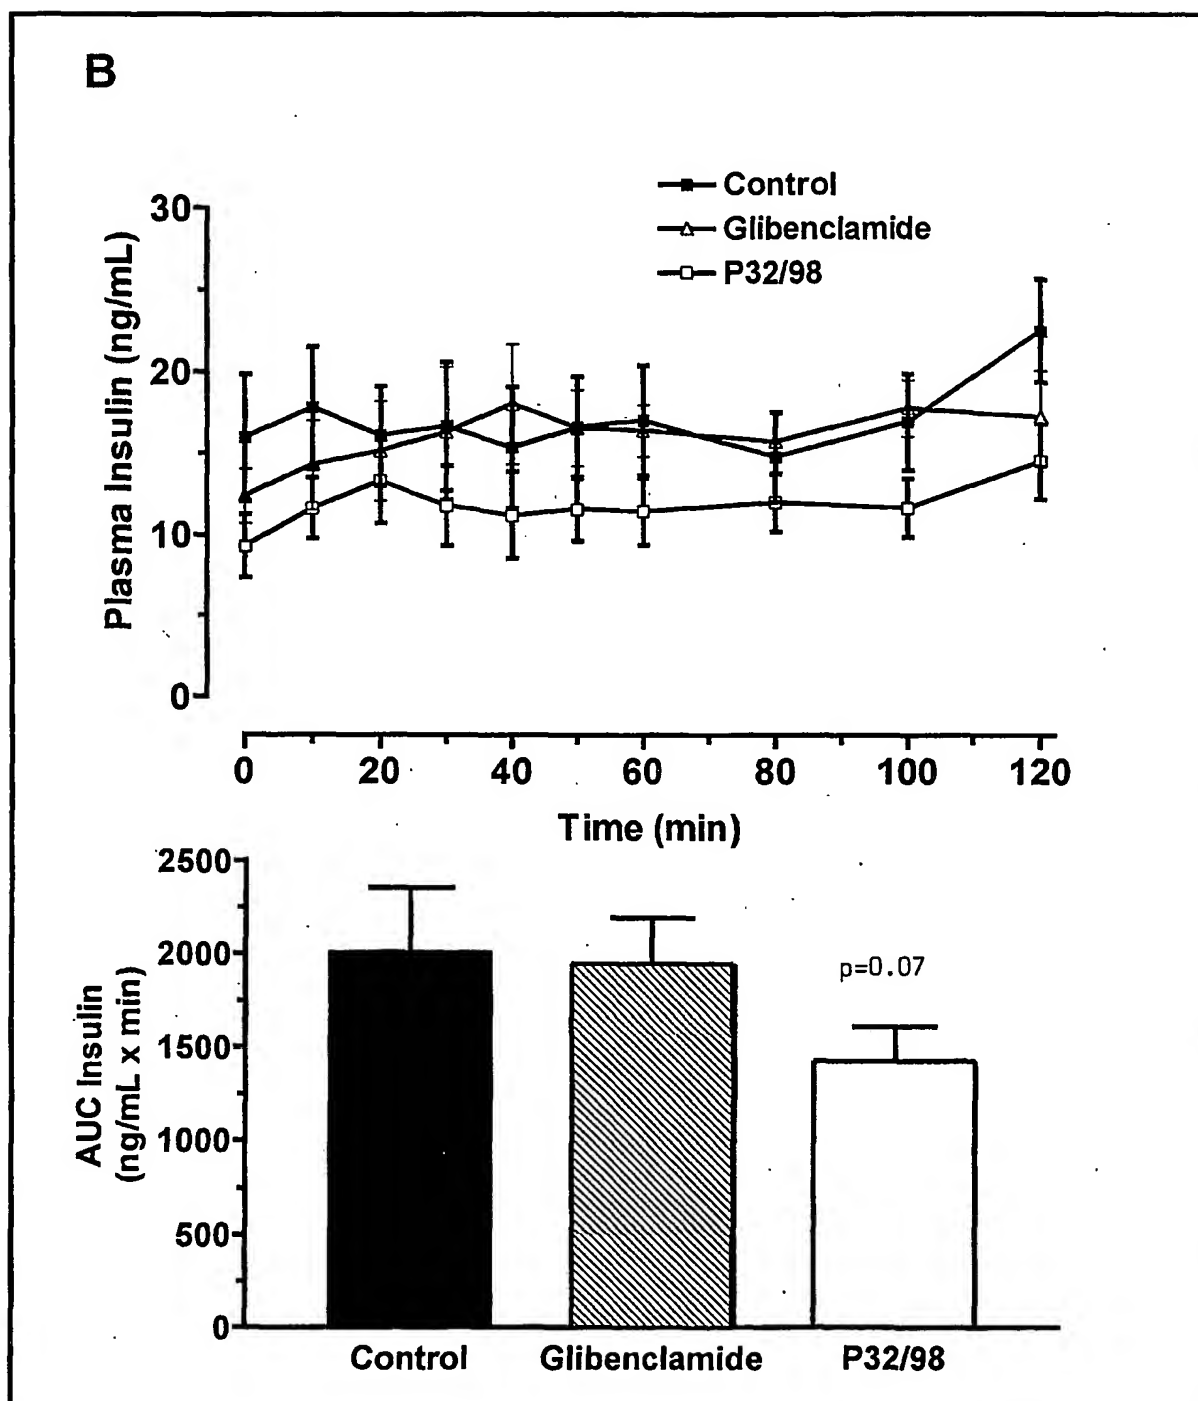 B
Control
Glibenclamide
P32/98
Plasma Insulin (ng/mL)
30
20
10
0
0 20 40 60 80 100 120
Time (min)
AUC Insulin
(ng/mL x min)
2500
2000
1500
1000
500
0
p=0.07
Control Glibenclamide P32/98